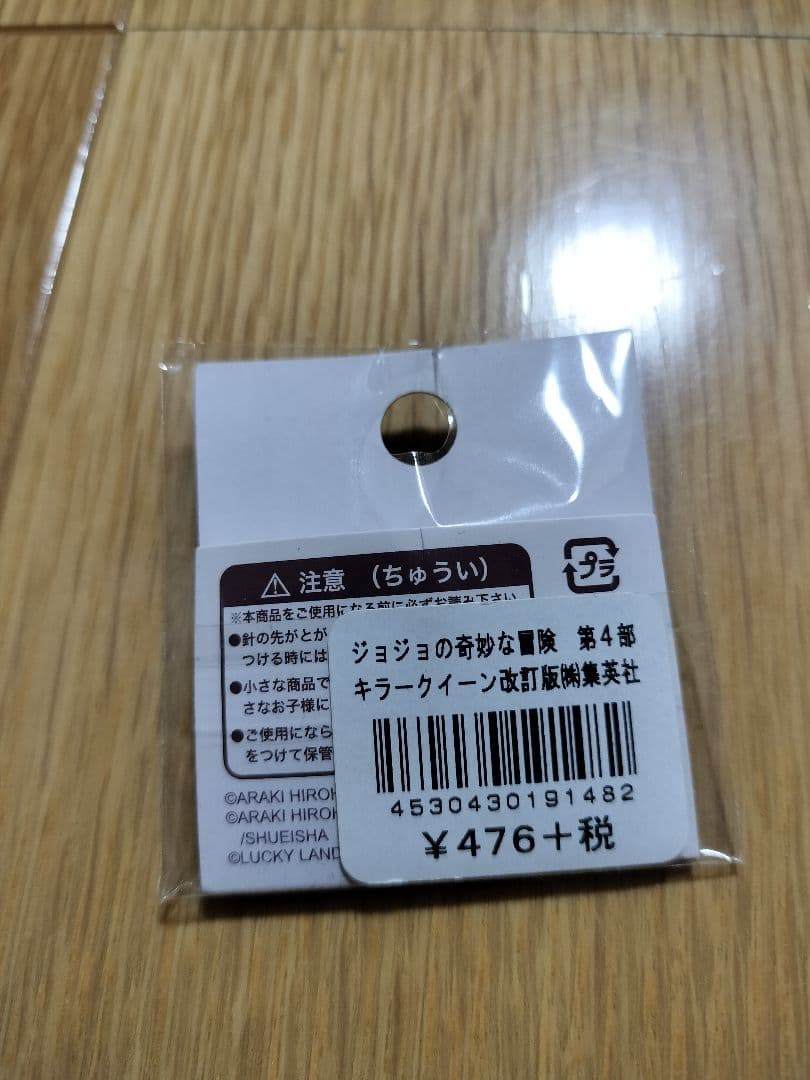 ⚠ 注意 (ちゅうい)
プラ
※本商品をご使用になる前に必ずお読み下さい
●針の先がとが
つける時には
●小さな商品で
さなお子様に
●ご使用になら
をつけて保管
©ARAKI HIROH
©ARAKI HIROH
/SHUEISHA
©LUCKY LAND
ジョジョの奇妙な冒険 第4部
キラークイーン改訂版㈱集英社
4530430191482
¥476+税